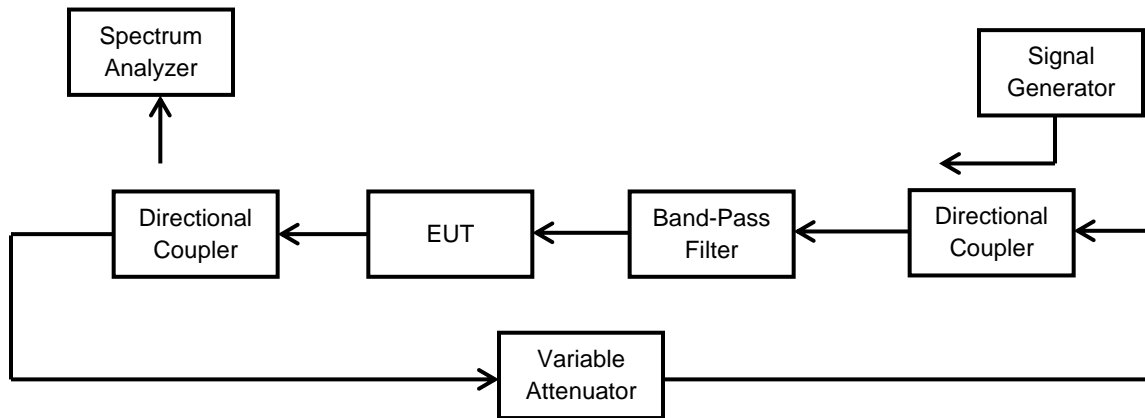 Spectrum
Analyzer
Signal
Generator
Directional
Coupler
EUT
Band-Pass
Filter
Directional
Coupler
Variable
Attenuator